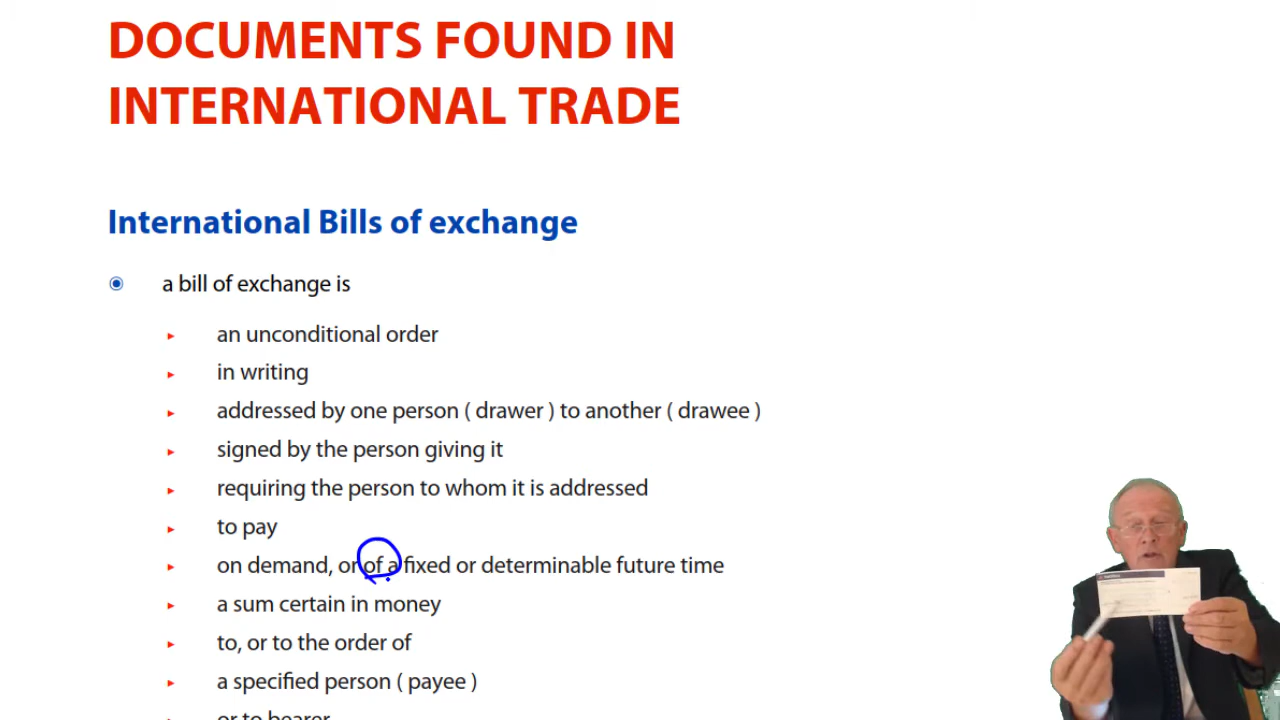 DOCUMENTS FOUND IN
INTERNATIONAL TRADE
International Bills of exchange
a bill of exchange is
an unconditional order
in writing
addressed by one person ( drawer ) to another ( drawee )
signed by the person giving it
requiring the person to whom it is addressed
to pay
on demand, or of a fixed or determinable future time
a sum certain in money
to, or to the order of
a specified person ( payee )
or to bearer